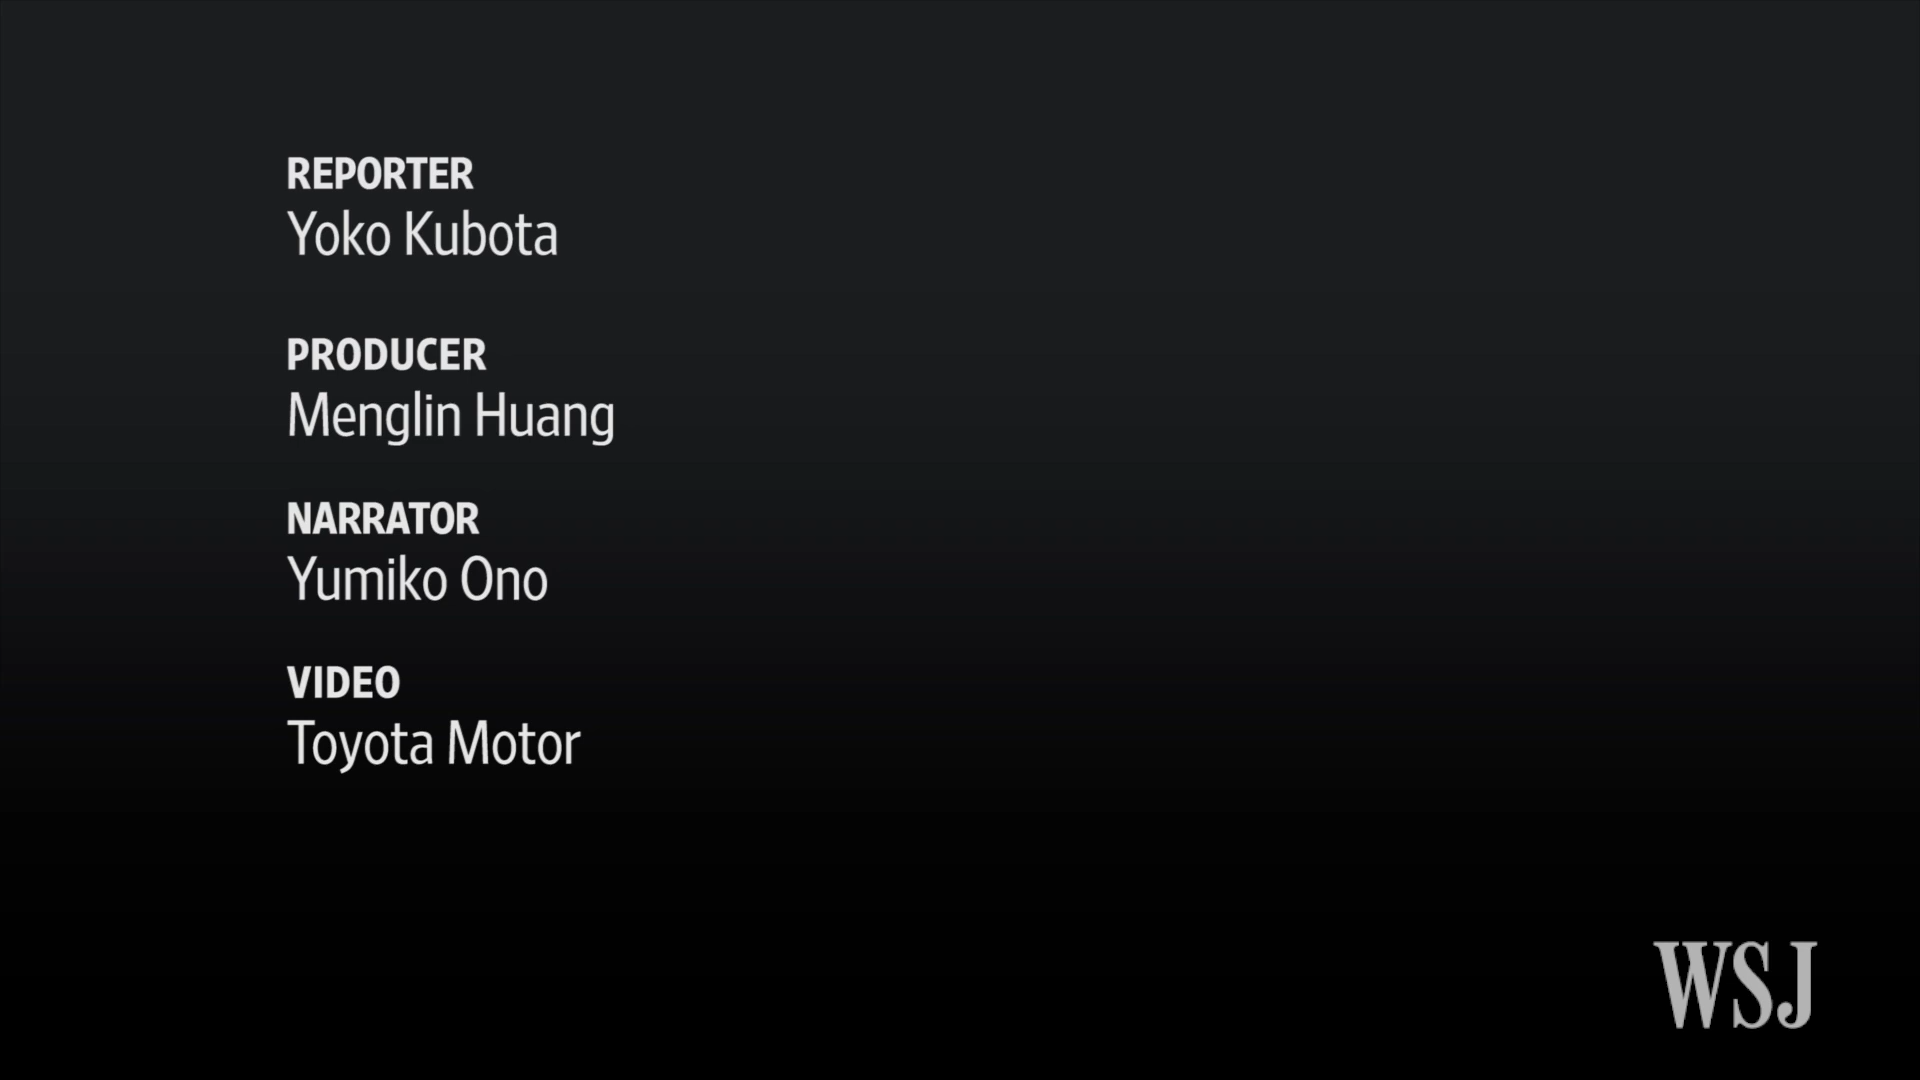 REPORTER
Yoko Kubota
PRODUCER
Menglin Huang
NARRATOR
Yumiko Ono
VIDEO
Toyota Motor
WSJ